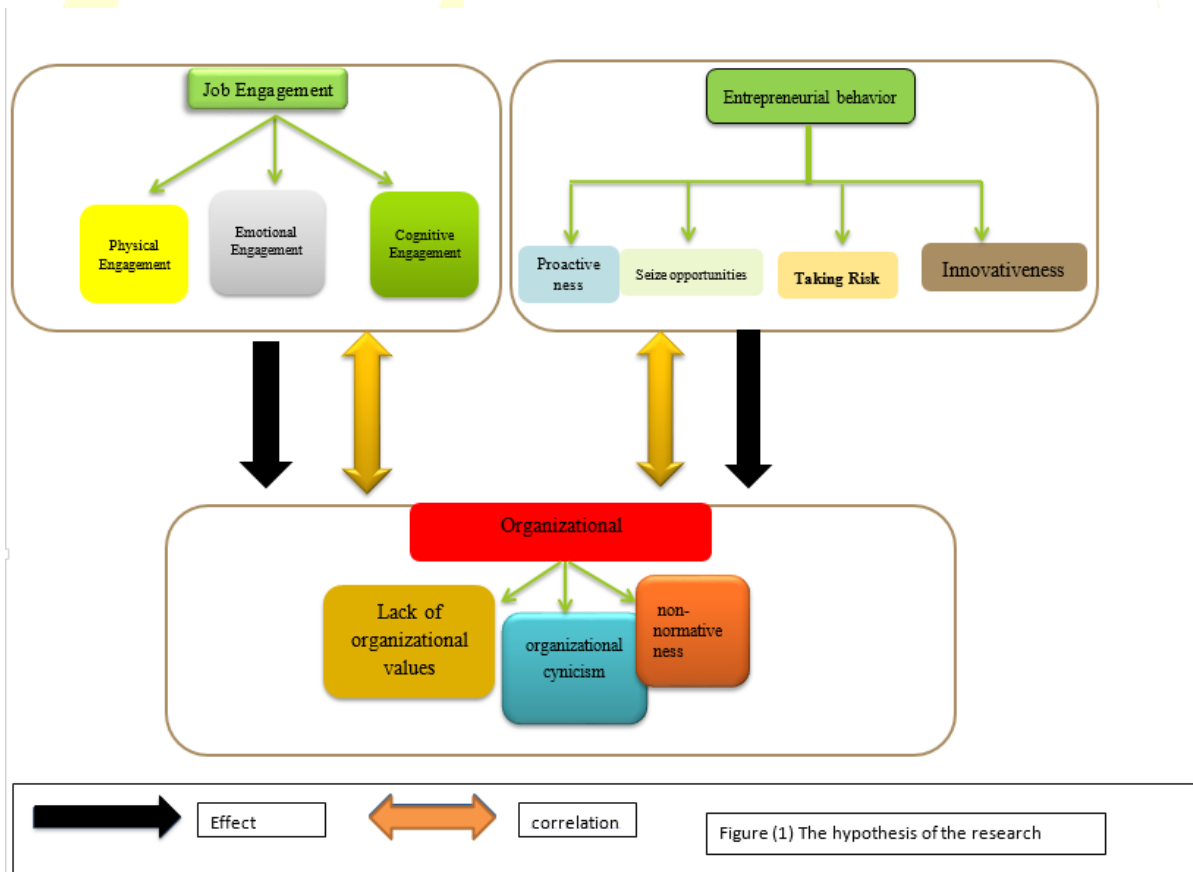 Job Engagement
Entrepreneurial behavior
Physical
Engagement
Emotional
Engagement
Cognitive
Engagement
Proactive
ness
Seize opportunities
Taking Risk
Innovativeness
Organizational
Lack of
organizational
values
organizational
cynicism
non-
normative
ness
Effect
correlation
Figure (1) The hypothesis of the research